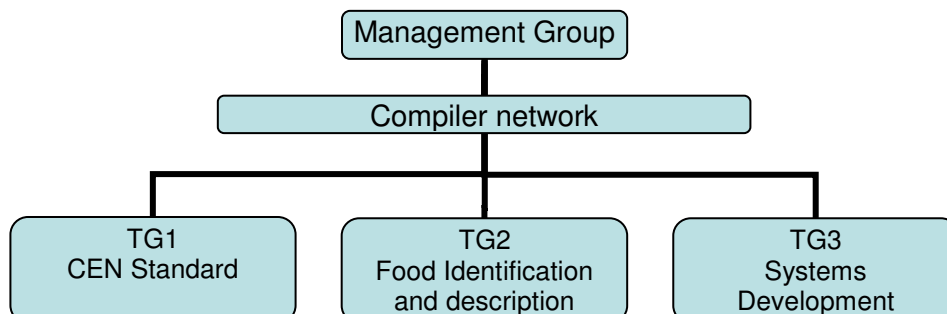 Management Group
Compiler network
TG1
CEN Standard
TG2
Food Identification
and description
TG3
Systems
Development